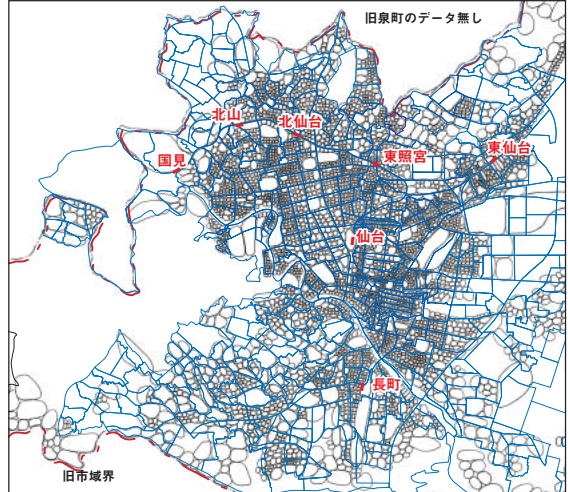 旧泉町のデータ無し
北山
北仙台
国見
東照宮
東仙台
仙台
長町
旧市域界